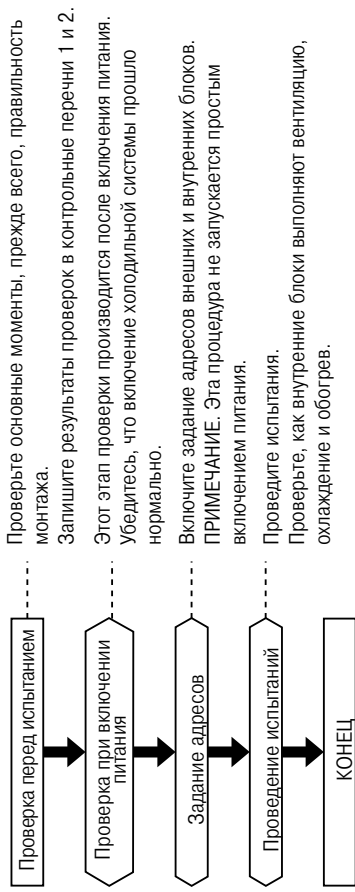 Проверка перед испытанием
Проверьте основные моменты, прежде всего, правильность
монтажа.
Запишите результаты проверок в контрольные перечни 1 и 2.
Проверка при включении
питания
Этот этап проверки производится после включения питания.
Убедитесь, что включение холодильной системы прошло
нормально.
Задание адресов
Включите задание адресов внешних и внутренних блоков.
ПРИМЕЧАНИЕ. Эта процедура не запускается простым
включением питания.
Проведение испытаний
Проведите испытания.
Проверьте, как внутренние блоки выполняют вентиляцию,
охлаждение и обогрев.
КОНЕЦ